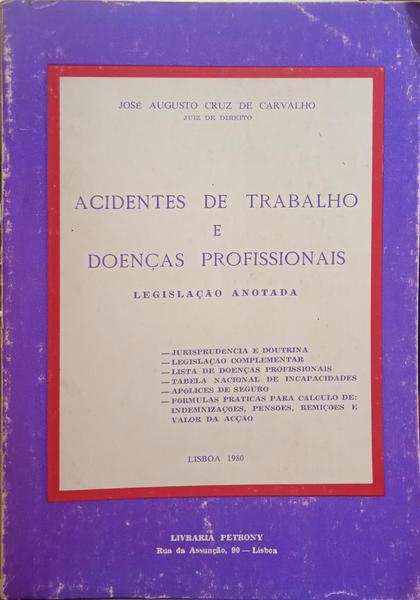 JOSÉ AUGUSTO CRUZ DE CARVALHO
JUIZ DE DIREITO
ACIDENTES DE TRABALHO
E
DOENÇAS PROFISSIONAIS
LEGISLAÇÃO ANOTADA
— JURISPRUDENCIA E DOUTRINA
— LEGISLAÇÃO COMPLEMENTAR
— LISTA DE DOENÇAS PROFISSIONAIS
— TABELA NACIONAL DE INCAPACIDADES
— APÓLICES DE SEGURO
— FÓRMULAS PRATICAS PARA CALCULO DE:
INDEMNIZAÇOES, PENSÕES, REMIÇÕES E
VALOR DA ACÇÃO
LISBOA 1980
LIVRARIA PETRONY
Rua da Assunção, 90 — Lisboa